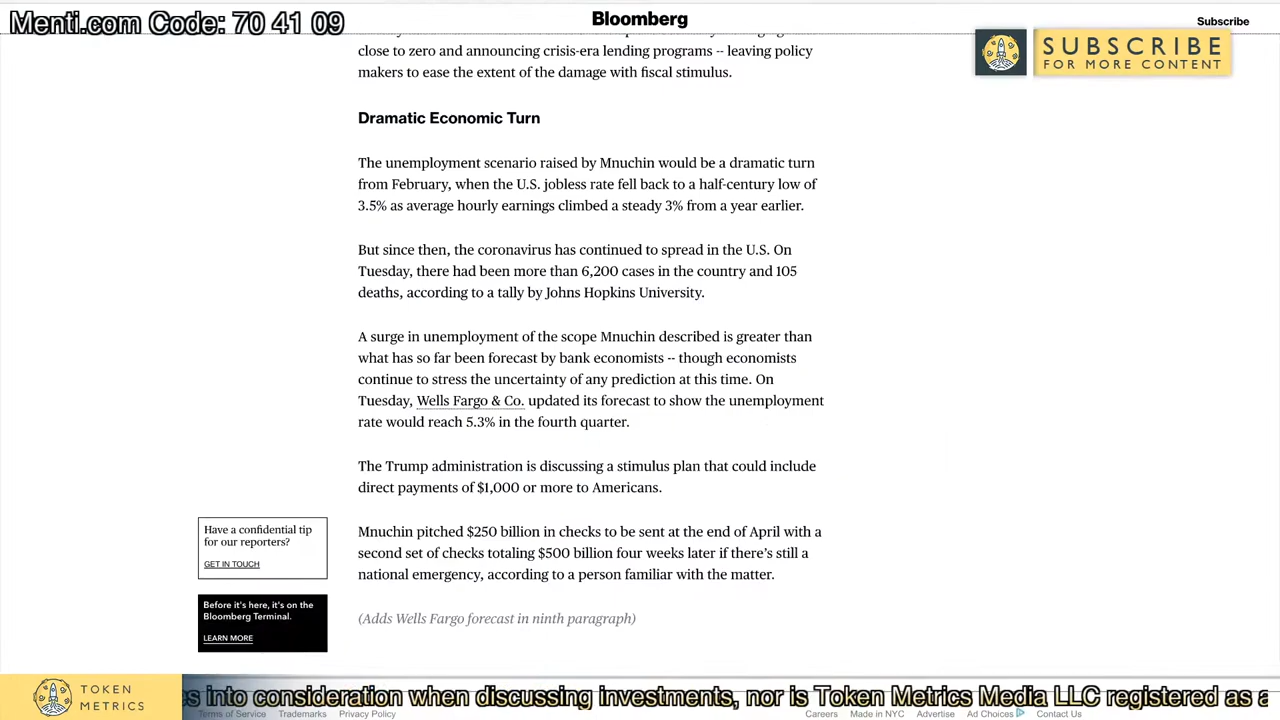 Menti.com Code: 70 41 09
Bloomberg
Subscribe
SUBSCRIBE
FOR MORE CONTENT
close to zero and announcing crisis-era lending programs -- leaving policy
makers to ease the extent of the damage with fiscal stimulus.
Dramatic Economic Turn
The unemployment scenario raised by Mnuchin would be a dramatic turn
from February, when the U.S. jobless rate fell back to a half-century low of
3.5% as average hourly earnings climbed a steady 3% from a year earlier.
But since then, the coronavirus has continued to spread in the U.S. On
Tuesday, there had been more than 6,200 cases in the country and 105
deaths, according to a tally by Johns Hopkins University.
A surge in unemployment of the scope Mnuchin described is greater than
what has so far been forecast by bank economists -- though economists
continue to stress the uncertainty of any prediction at this time. On
Tuesday, Wells Fargo & Co. updated its forecast to show the unemployment
rate would reach 5.3% in the fourth quarter.
The Trump administration is discussing a stimulus plan that could include
direct payments of $1,000 or more to Americans.
Mnuchin pitched $250 billion in checks to be sent at the end of April with a
second set of checks totaling $500 billion four weeks later if there's still a
national emergency, according to a person familiar with the matter.
(Adds Wells Fargo forecast in ninth paragraph)
Have a confidential tip
for our reporters?
GET IN TOUCH
Before it's here, it's on the
Bloomberg Terminal.
LEARN MORE
TOKEN
METRICS
s into consideration when discussing investments, nor is Token Metrics Media LLC registered as a
Terms of Service Trademarks Privacy Policy
Careers Made in NYC Advertise Ad Choices Contact Us